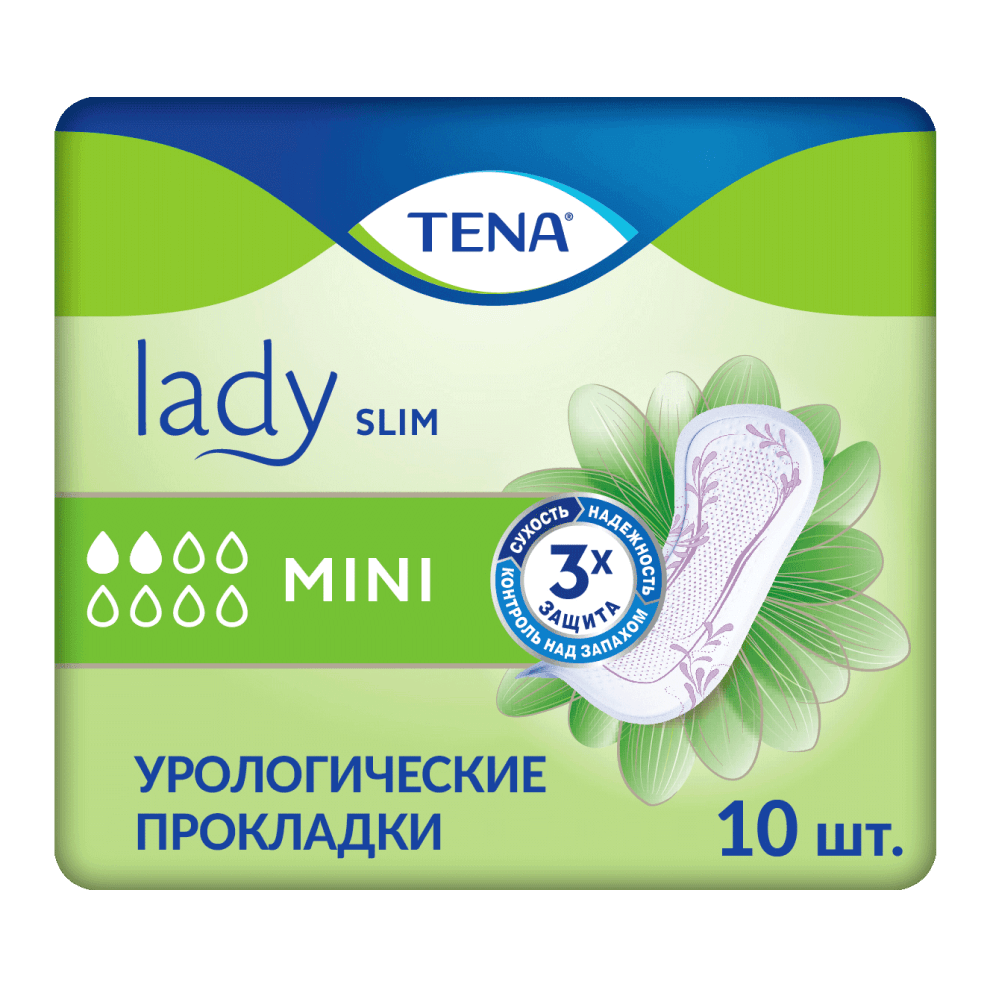 TENA®
lady SLIM
MINI
СУХОСТЬ
НАДЕЖНОСТЬ
КОНТРОЛЬ НАД ЗАПАХОМ
3X
ЗАЩИТА
УРОЛОГИЧЕСКИЕ
ПРОКЛАДКИ
10 шт.